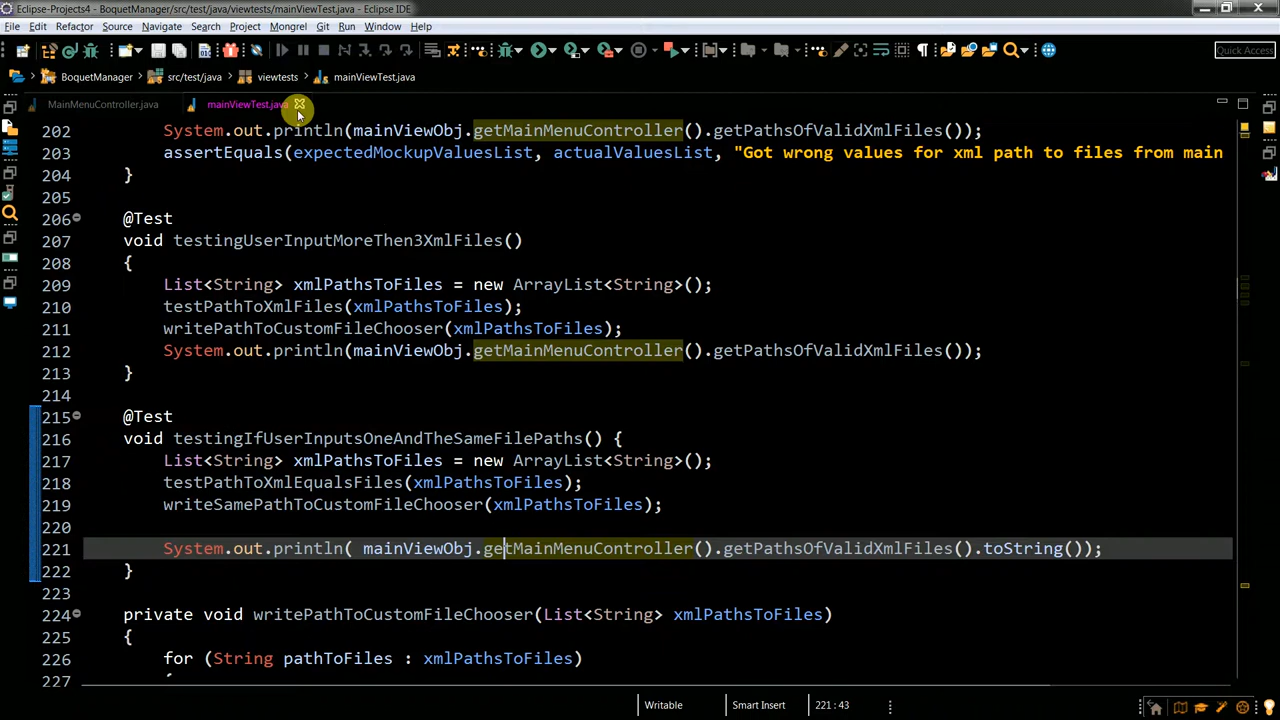 Eclipse-Projects4 - BoquetManager/src/test/java/viewtests/mainViewTest.java - Eclipse IDE
File Edit Refactor Source Navigate Search Project Mongrel Git Run Window Help
Quick Access
BoquetManager src/test/java viewtests mainViewTest.java
MainMenuController.java mainViewTest.java
202 System.out.println(mainViewObj.getMainMenuController().getPathsOfValidXmlFiles());
203 assertEquals(expectedMockupValuesList, actualValuesList, "Got wrong values for xml path to files from main
204 }
205
206 @Test
207 void testingUserInputMoreThen3XmlFiles()
208 {
209 List<String> xmlPathsToFiles = new ArrayList<String>();
210 testPathToXmlFiles(xmlPathsToFiles);
211 writePathToCustomFileChooser(xmlPathsToFiles);
212 System.out.println(mainViewObj.getMainMenuController().getPathsOfValidXmlFiles());
213 }
214
215 @Test
216 void testingIfUserInputsOneAndTheSameFilePaths() {
217 List<String> xmlPathsToFiles = new ArrayList<String>();
218 testPathToXmlEqualsFiles(xmlPathsToFiles);
219 writeSamePathToCustomFileChooser(xmlPathsToFiles);
220
221 System.out.println( mainViewObj.getMainMenuController().getPathsOfValidXmlFiles().toString());
222 }
223
224 private void writePathToCustomFileChooser(List<String> xmlPathsToFiles)
225 {
226 for (String pathToFiles : xmlPathsToFiles)
227
Writable Smart Insert 221 : 43